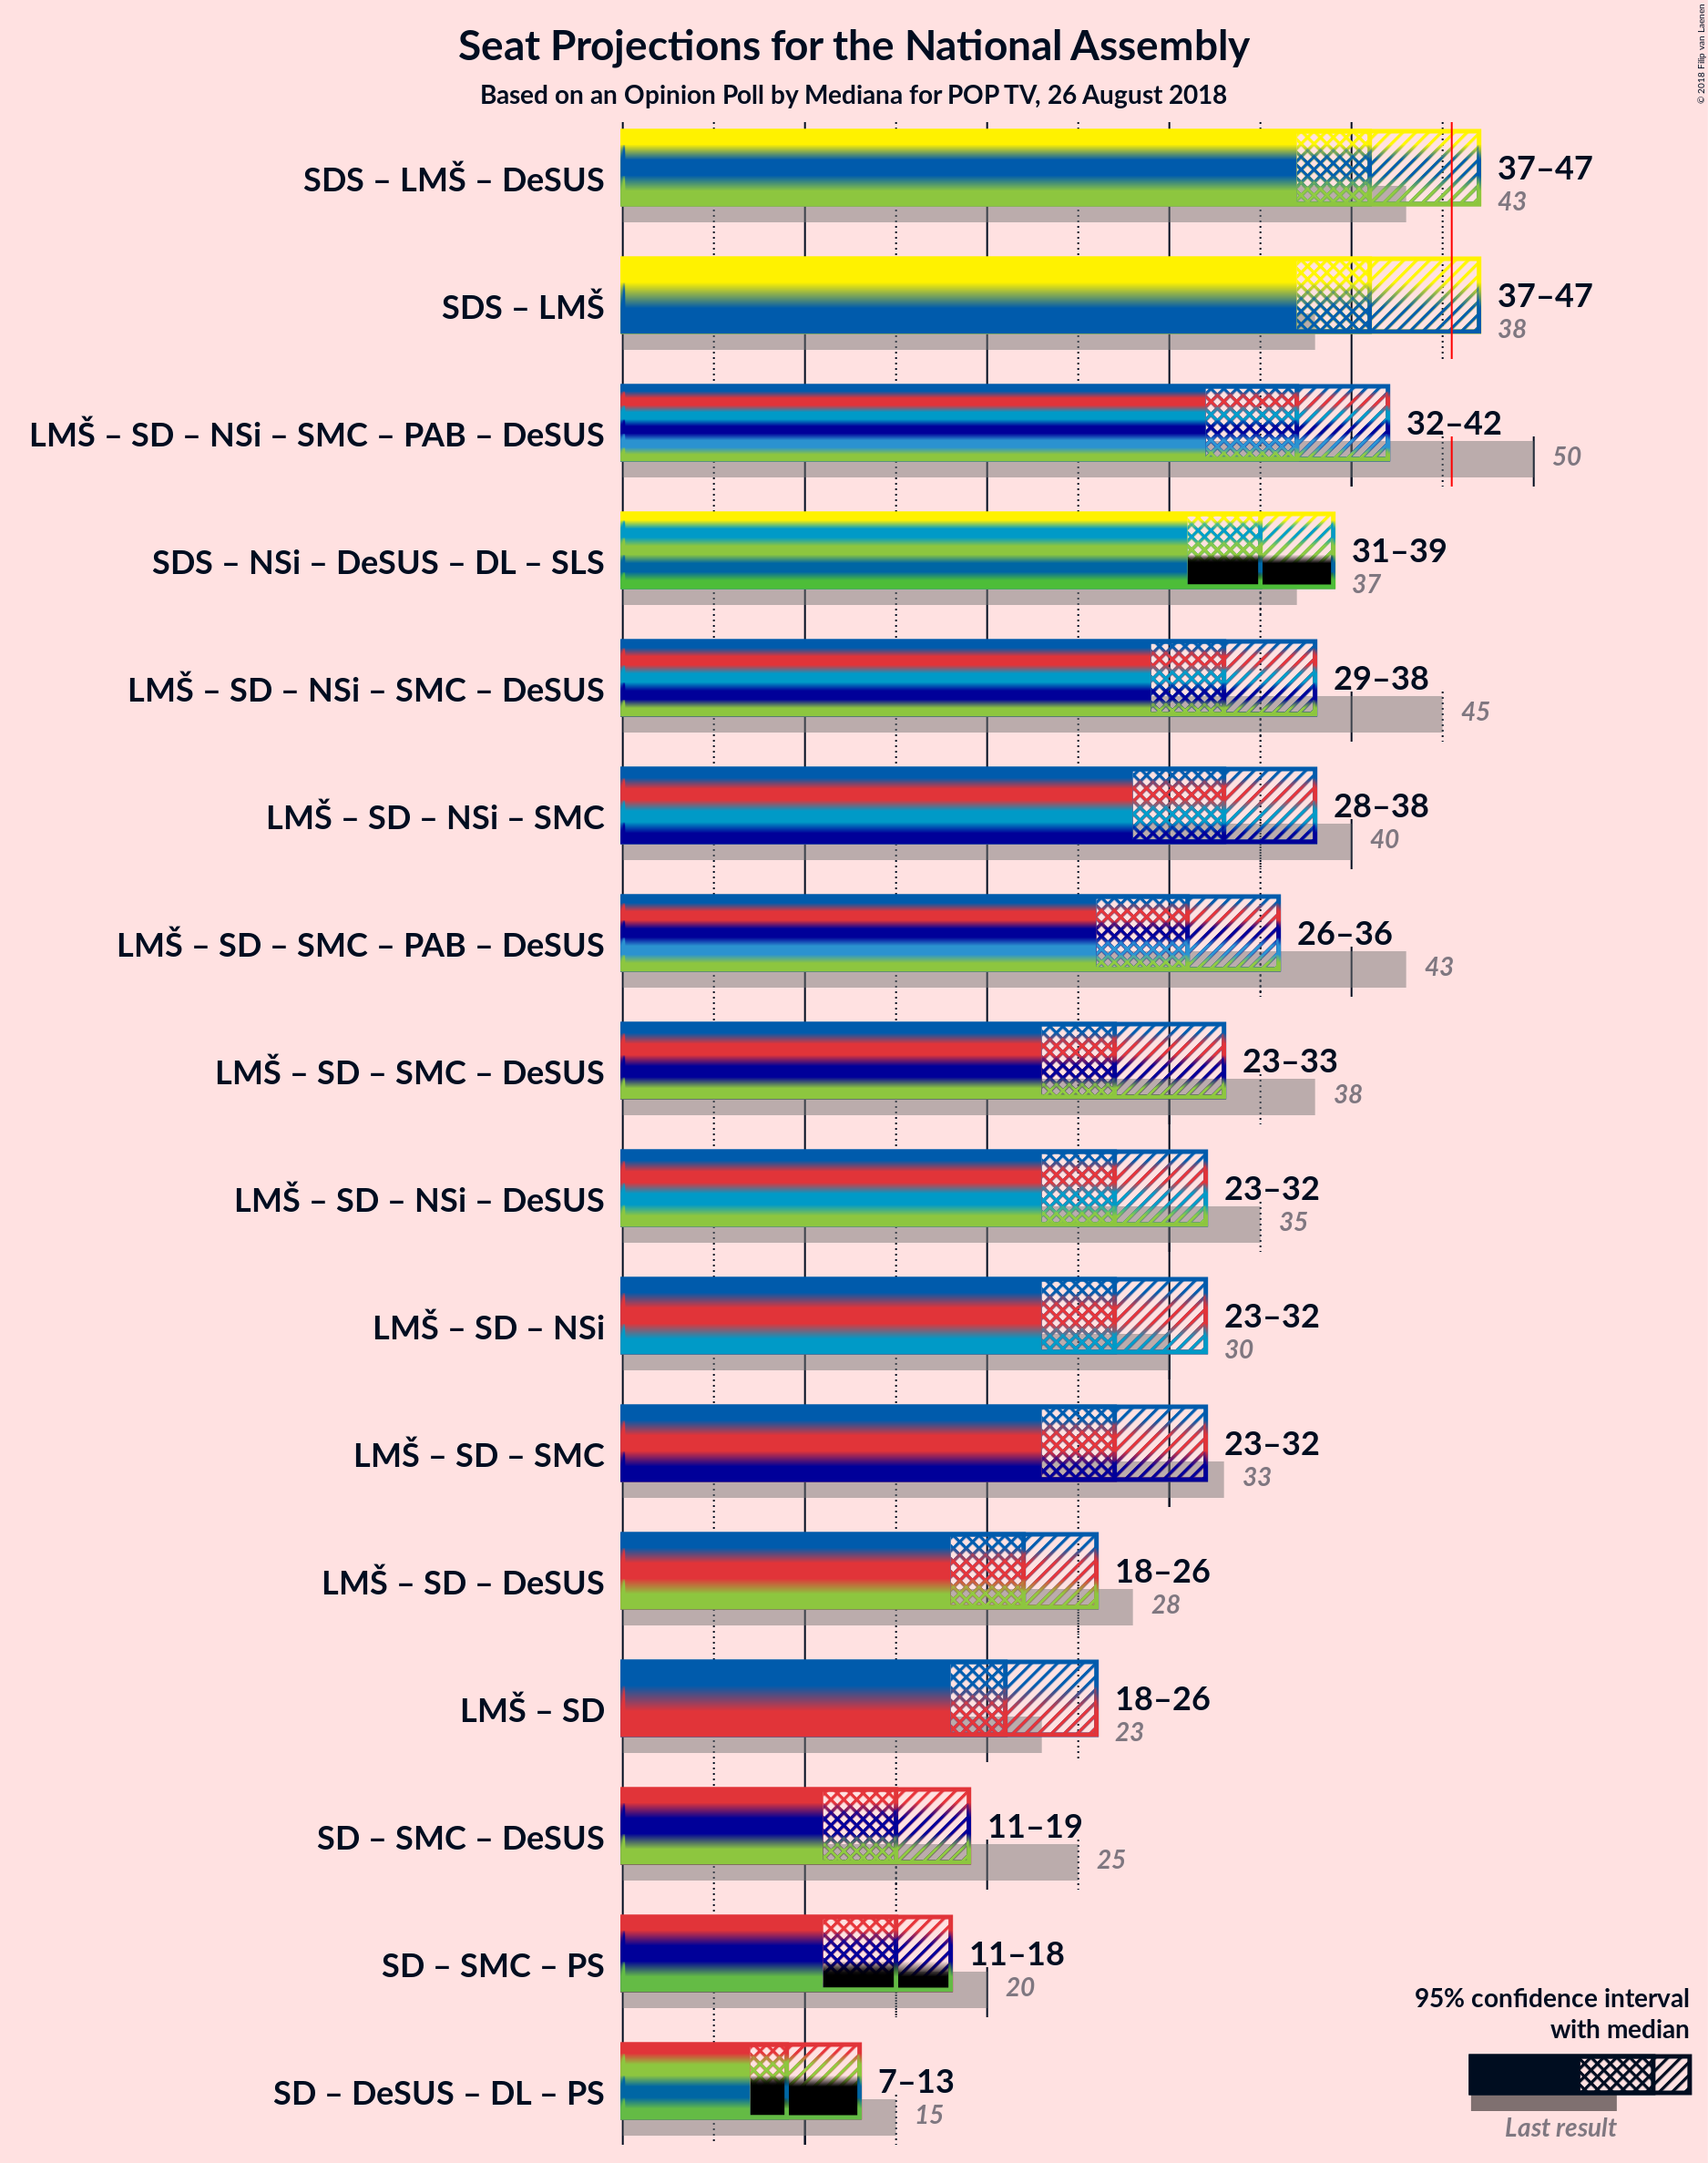 Seat Projections for the National Assembly
Based on an Opinion Poll by Mediana for POP TV, 26 August 2018
© 2018 Filip van Laenen
SDS – LMŠ – DeSUS
37–47
43
SDS – LMŠ
37–47
38
LMŠ – SD – NSi – SMC – PAB – DeSUS
32–42
50
SDS – NSi – DeSUS – DL – SLS
31–39
37
LMŠ – SD – NSi – SMC – DeSUS
29–38
45
LMŠ – SD – NSi – SMC
28–38
40
LMŠ – SD – SMC – PAB – DeSUS
26–36
43
LMŠ – SD – SMC – DeSUS
23–33
38
LMŠ – SD – NSi – DeSUS
23–32
35
LMŠ – SD – NSi
23–32
30
LMŠ – SD – SMC
23–32
33
LMŠ – SD – DeSUS
18–26
28
LMŠ – SD
18–26
23
SD – SMC – DeSUS
11–19
25
SD – SMC – PS
11–18
20
SD – DeSUS – DL – PS
7–13
15
95% confidence interval
with median
Last result